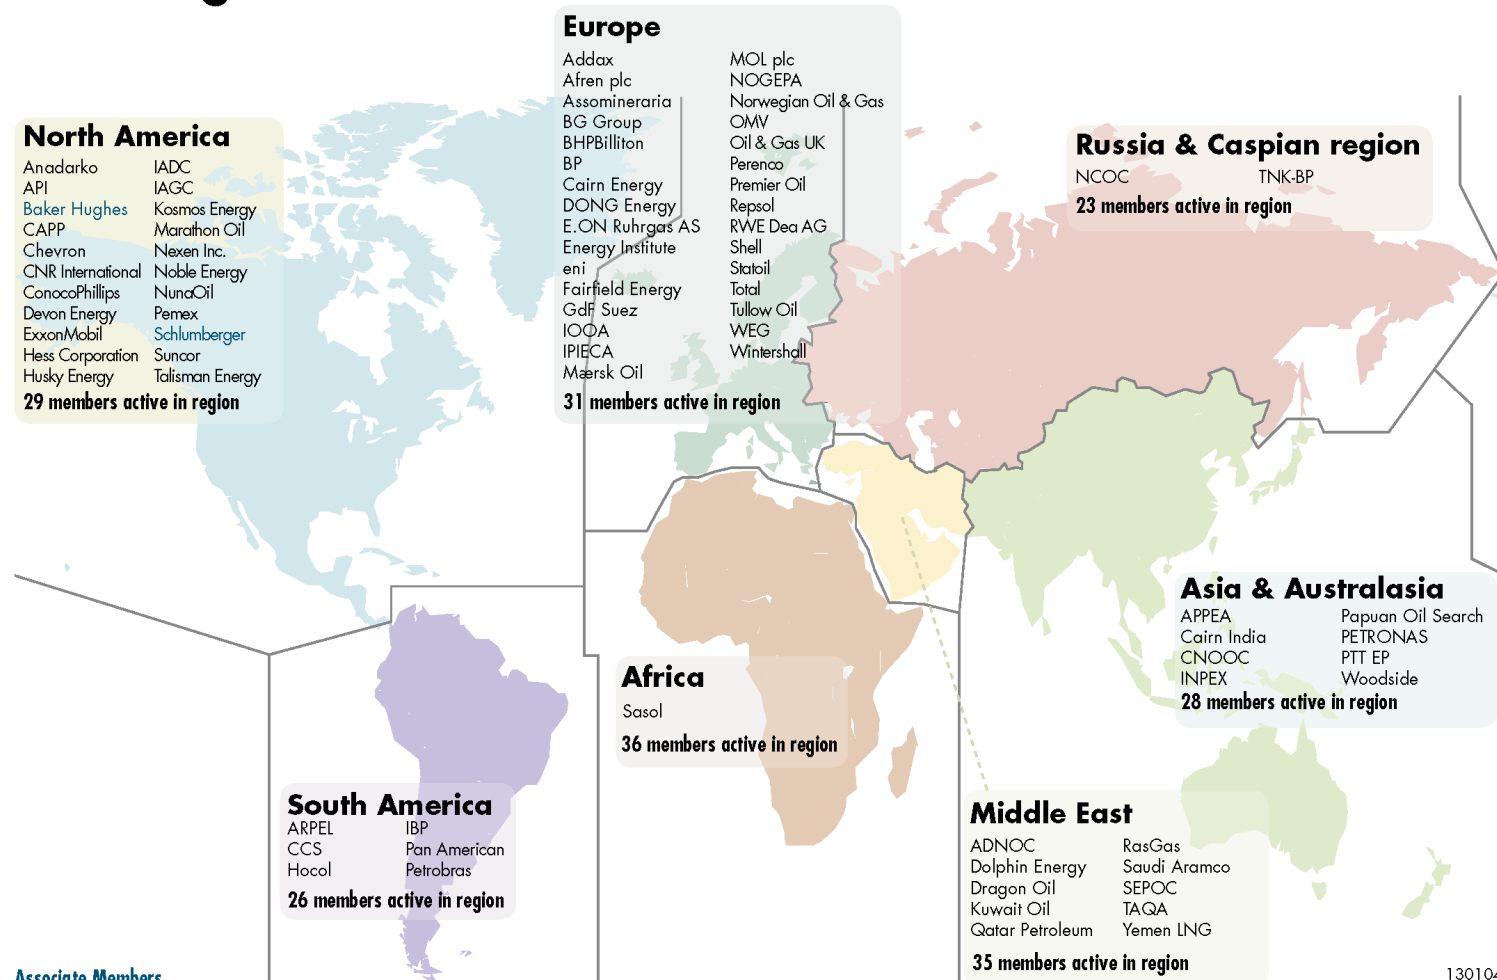 Europe
Addax
Afren plc
Assomineraria
BG Group
BHPBilliton
BP
Cairn Energy
DONG Energy
E.ON Ruhrgas AS
Energy Institute
eni
Fairfield Energy
GdF Suez
IOOA
IPIECA
Mærsk Oil
MOL plc
NOGEPA
Norwegian Oil & Gas
OMV
Oil & Gas UK
Perenco
Premier Oil
Repsol
RWE Dea AG
Shell
Statoil
Total
Tullow Oil
WEG
Wintershall
31 members active in region
North America
Anadarko
API
Baker Hughes
CAPP
Chevron
CNR International
ConocoPhillips
Devon Energy
ExxonMobil
Hess Corporation
Husky Energy
IADC
IAGC
Kosmos Energy
Marathon Oil
Nexen Inc.
Noble Energy
NunaOil
Pemex
Schlumberger
Suncor
Talisman Energy
29 members active in region
Russia & Caspian region
NCOC
TNK-BP
23 members active in region
Asia & Australasia
APPEA
Cairn India
CNOOC
INPEX
Papuan Oil Search
PETRONAS
PTT EP
Woodside
28 members active in region
Africa
Sasol
36 members active in region
South America
ARPEL
CCS
Hocol
IBP
Pan American
Petrobras
26 members active in region
Middle East
ADNOC
Dolphin Energy
Dragon Oil
Kuwait Oil
Qatar Petroleum
RasGas
Saudi Aramco
SEPOC
TAQA
Yemen LNG
35 members active in region
Associate Members
130104